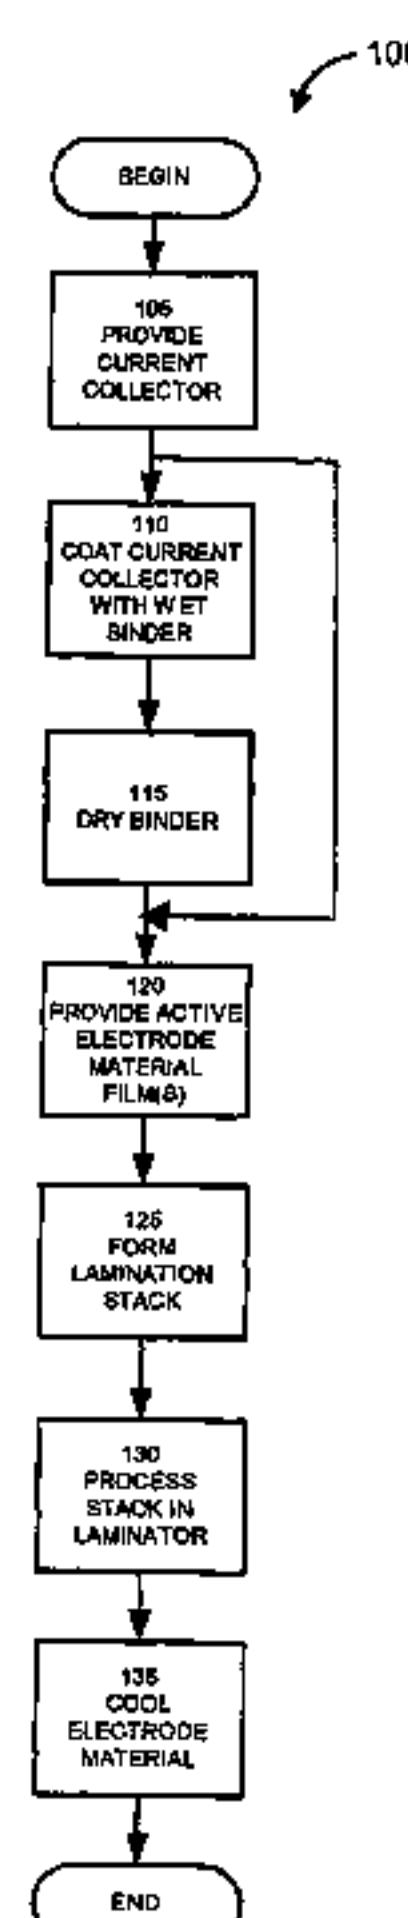 100
BEGIN
105
PROVIDE
CURRENT
COLLECTOR
110
COAT CURRENT
COLLECTOR
WITH WET
BINDER
115
DRY BINDER
120
PROVIDE ACTIVE
ELECTRODE
MATERIAL
FILM(S)
125
FORM
LAMINATION
STACK
130
PROCESS
STACK IN
LAMINATOR
135
COOL
ELECTRODE
MATERIAL
END